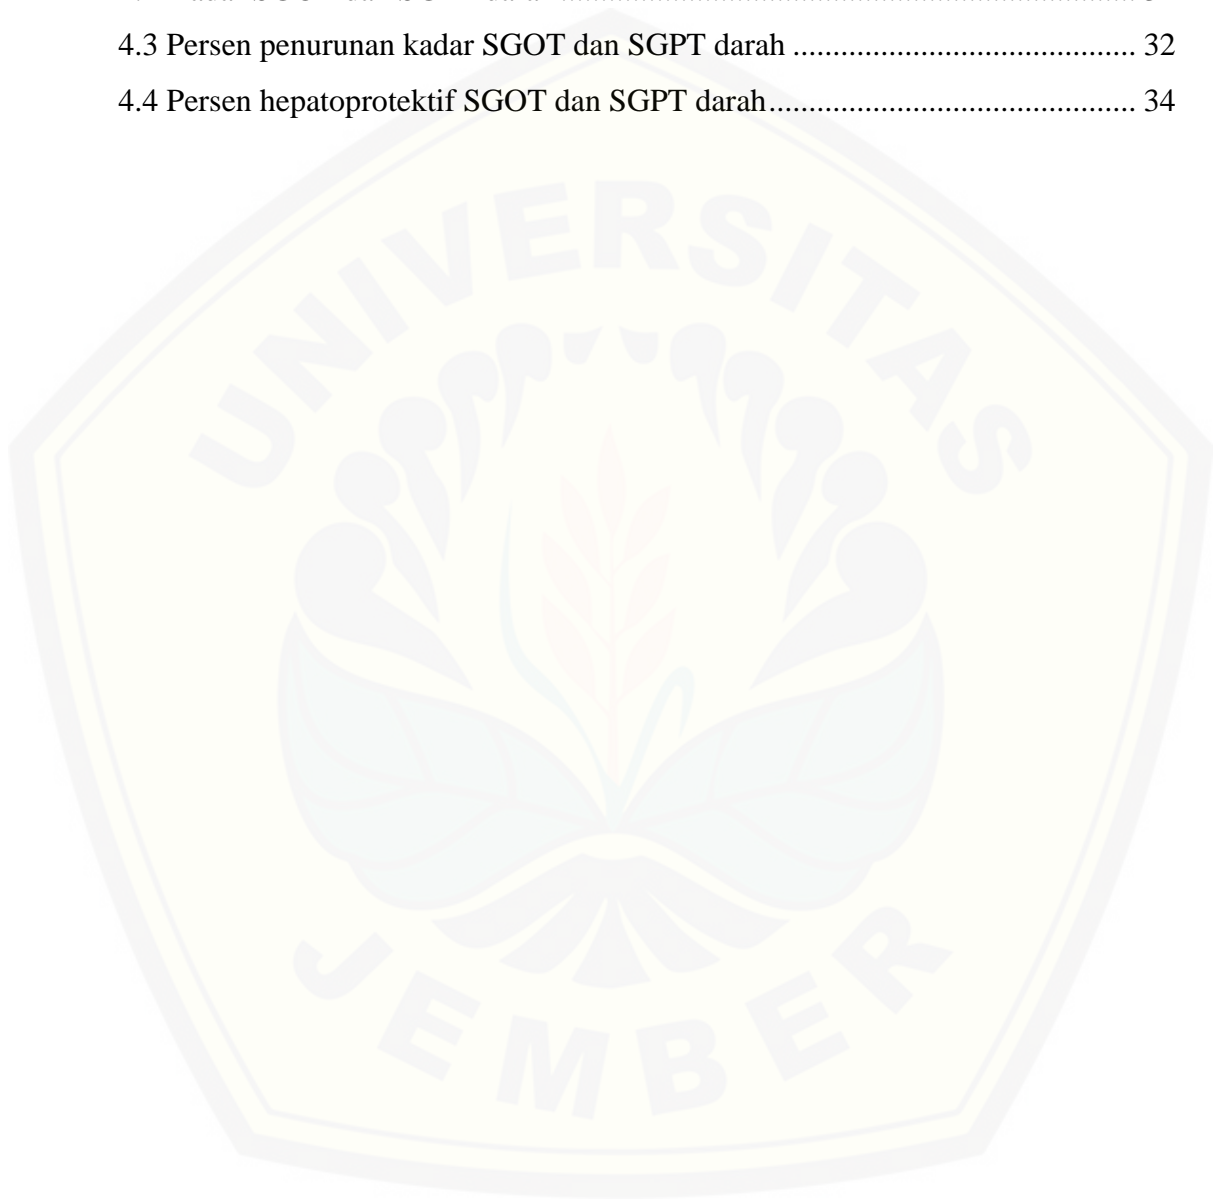 4.3 Persen penurunan kadar SGOT dan SGPT darah .................................... 32
4.4 Persen hepatoprotektif SGOT dan SGPT darah....................................... 34
UNIVERSITAS
JEMBER